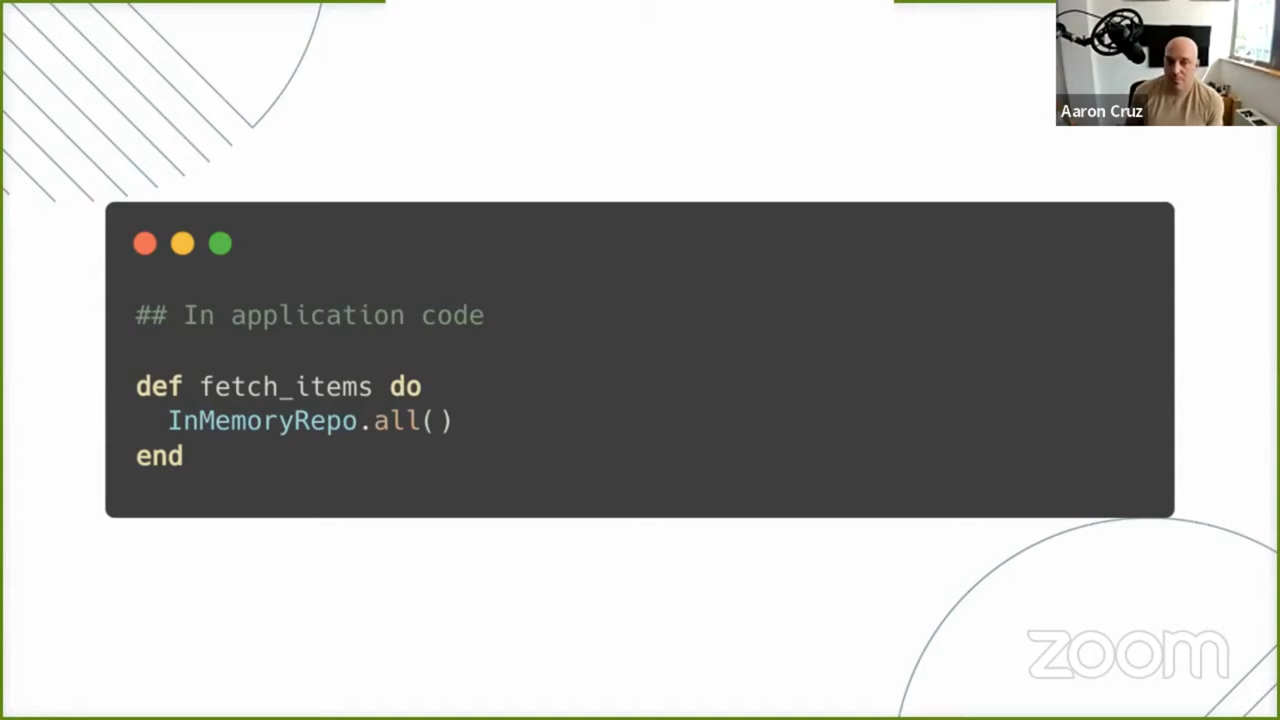 Aaron Cruz
## In application code
def fetch_items do
  InMemoryRepo.all()
end
zoom